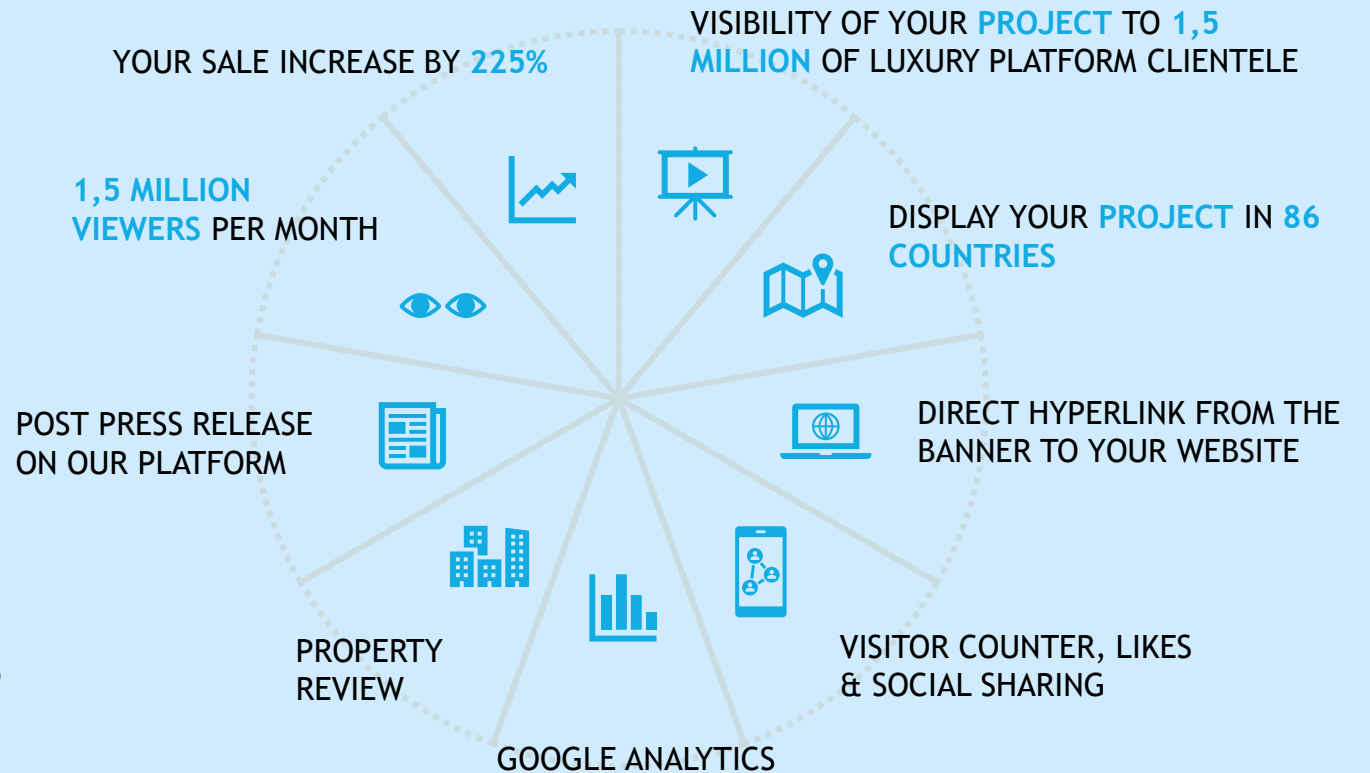 VISIBILITY OF YOUR PROJECT TO 1,5
MILLION OF LUXURY PLATFORM CLIENTELE
YOUR SALE INCREASE BY 225%
1,5 MILLION
VIEWERS PER MONTH
DISPLAY YOUR PROJECT IN 86
COUNTRIES
POST PRESS RELEASE
ON OUR PLATFORM
DIRECT HYPERLINK FROM THE
BANNER TO YOUR WEBSITE
PROPERTY
REVIEW
VISITOR COUNTER, LIKES
& SOCIAL SHARING
GOOGLE ANALYTICS